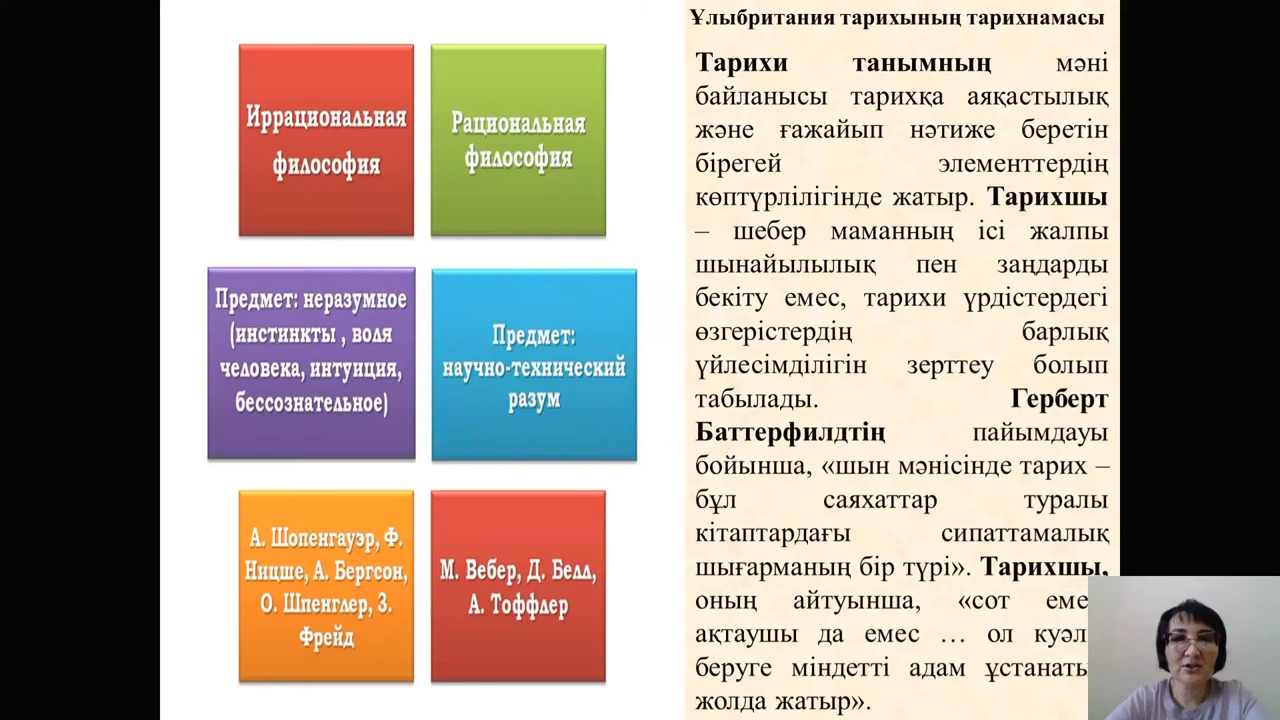 Иррациональная
философия
Рациональная
философия
Предмет: неразумное
(инстинкты , воля
человека, интуиция,
бессознательное)
Предмет:
научно-технический
разум
А. Шопенгауэр, Ф.
Ницше, А. Бергсон,
О. Шпенглер, З.
Фрейд
М. Вебер, Д. Белл,
А. Тоффлер
Ұлыбритания тарихының тарихнамасы
Тарихи танымның мәні
байланысы тарихқа аяқастылық
және ғажайып нәтиже беретін
бірегей элементтердің
көптүрлілігінде жатыр. Тарихшы
– шебер маманның ісі жалпы
шынайылылық пен заңдарды
бекіту емес, тарихи үрдістердегі
өзгерістердің барлық
үйлесімділігін зерттеу болып
табылады. Герберт
Баттерфилдтің пайымдауы
бойынша, «шын мәнісінде тарих –
бұл саяхаттар туралы
кітаптардағы сипаттамалық
шығарманың бір түрі». Тарихшы,
оның айтуынша, «сот
ақтаушы да емес … ол
беруге міндетті адам
жолда жатыр».